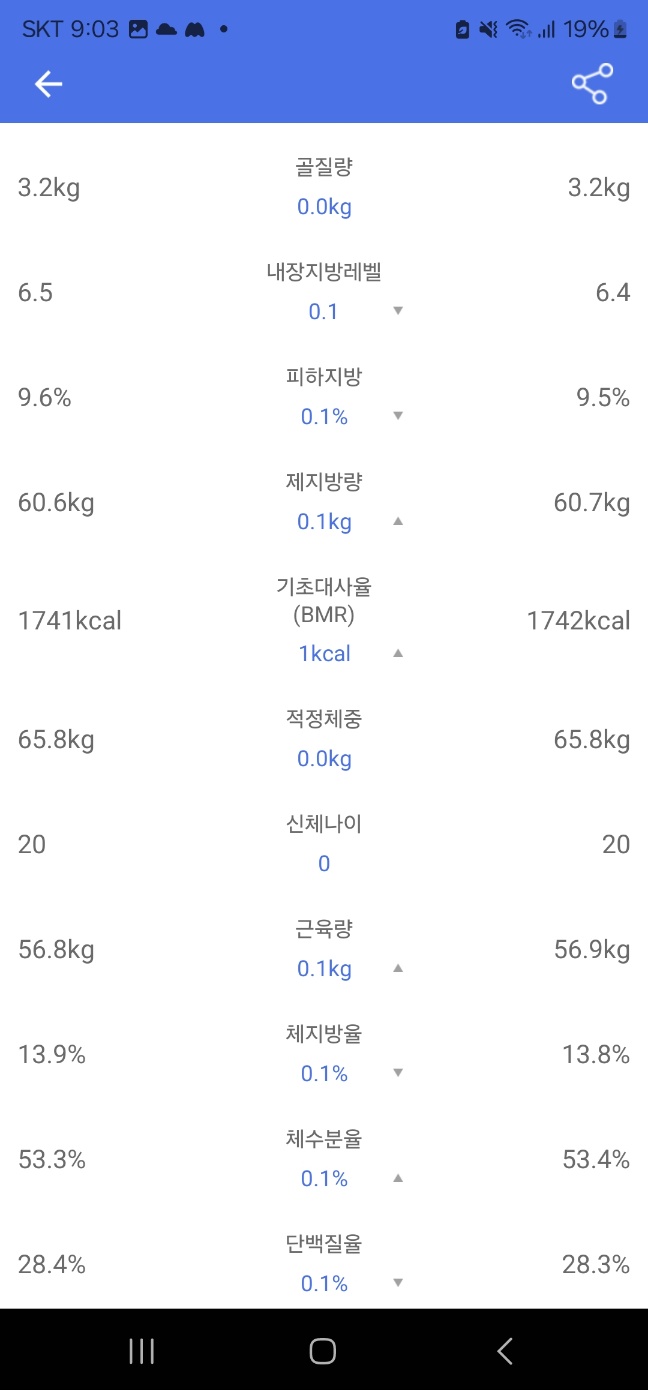 SKT 9:03 19%
골질량
3.2kg 3.2kg
0.0kg
내장지방레벨
6.5 6.4
0.1 ▼
피하지방
9.6% 9.5%
0.1% ▼
제지방량
60.6kg 60.7kg
0.1kg ▲
기초대사율
(BMR)
1741kcal 1742kcal
1kcal ▲
적정체중
65.8kg 65.8kg
0.0kg
신체나이
20 20
0
근육량
56.8kg 56.9kg
0.1kg ▲
체지방율
13.9% 13.8%
0.1% ▼
체수분율
53.3% 53.4%
0.1% ▲
단백질율
28.4% 28.3%
0.1% ▼